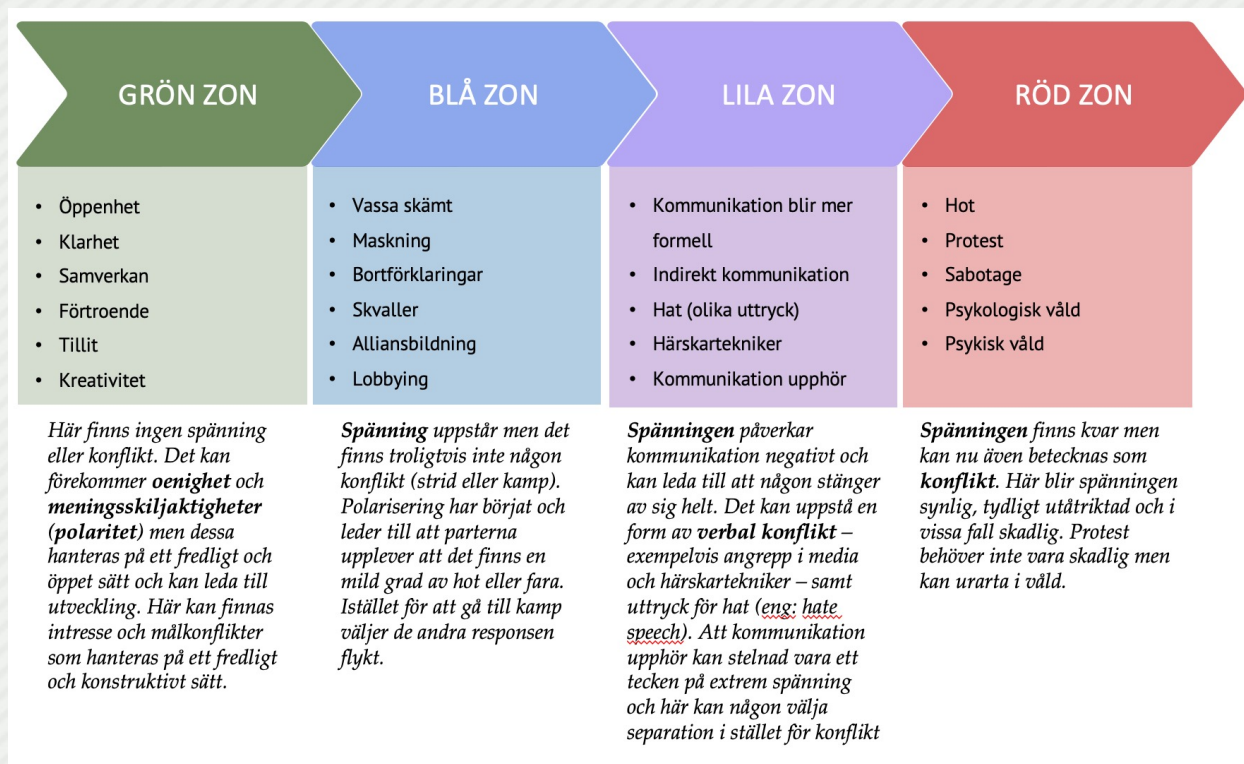 GRÖN ZON
BLÅ ZON
LILA ZON
RÖD ZON
• Öppenhet
• Klarhet
• Samverkan
• Förtroende
• Tillit
• Kreativitet
• Vassa skämt
• Maskning
• Bortförklaringar
• Skvaller
• Alliansbildning
• Lobbying
• Kommunikation blir mer
formell
• Indirekt kommunikation
• Hat (olika uttryck)
• Härskartekniker
• Kommunikation upphör
• Hot
• Protest
• Sabotage
• Psykologisk våld
• Psykisk våld
Här finns ingen spänning
eller konflikt. Det kan
förekommer oenighet och
meningsskiljaktigheter
(polaritet) men dessa
hanteras på ett fredligt och
öppet sätt och kan leda till
utveckling. Här kan finnas
intresse och målkonflikter
som hanteras på ett fredligt
och konstruktivt sätt.
Spänning uppstår men det
finns troligtvis inte någon
konflikt (strid eller kamp).
Polarisering har börjat och
leder till att parterna
upplever att det finns en
mild grad av hot eller fara.
Istället för att gå till kamp
väljer de andra responsen
flykt.
Spänningen påverkar
kommunikation negativt och
kan leda till att någon stänger
av sig helt. Det kan uppstå en
form av verbal konflikt –
exempelvis angrepp i media
och härskartekniker – samt
uttryck för hat (eng: hate
speech). Att kommunikation
upphör kan stelnad vara ett
tecken på extrem spänning
och här kan någon välja
separation i stället för konflikt
Spänningen finns kvar men
kan nu även betecknas som
konflikt. Här blir spänningen
synlig, tydligt utåtriktad och i
vissa fall skadlig. Protest
behöver inte vara skadlig men
kan urarta i våld.